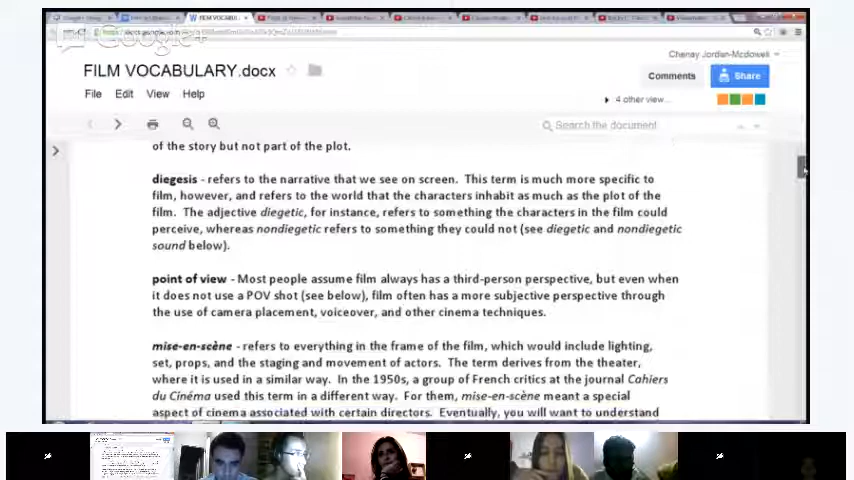 FILM VOCABU...
Google+
Chenay Jorden-Mcdowell
FILM VOCABULARY.docx
Comments
Share
File Edit View Help
4 other view...
Search the document
of the story but not part of the plot.
diegesis - refers to the narrative that we see on screen. This term is much more specific to
film, however, and refers to the world that the characters inhabit as much as the plot of the
film. The adjective diegetic, for instance, refers to something the characters in the film could
perceive, whereas nondiegetic refers to something they could not (see diegetic and nondiegetic
sound below).
point of view - Most people assume film always has a third-person perspective, but even when
it does not use a POV shot (see below), film often has a more subjective perspective through
the use of camera placement, voiceover, and other cinema techniques.
mise-en-scène - refers to everything in the frame of the film, which would include lighting,
set, props, and the staging and movement of actors. The term derives from the theater,
where it is used in a similar way. In the 1950s, a group of French critics at the journal Cahiers
du Cinéma used this term in a different way. For them, mise-en-scène meant a special
aspect of cinema associated with certain directors. Eventually, you will want to understand